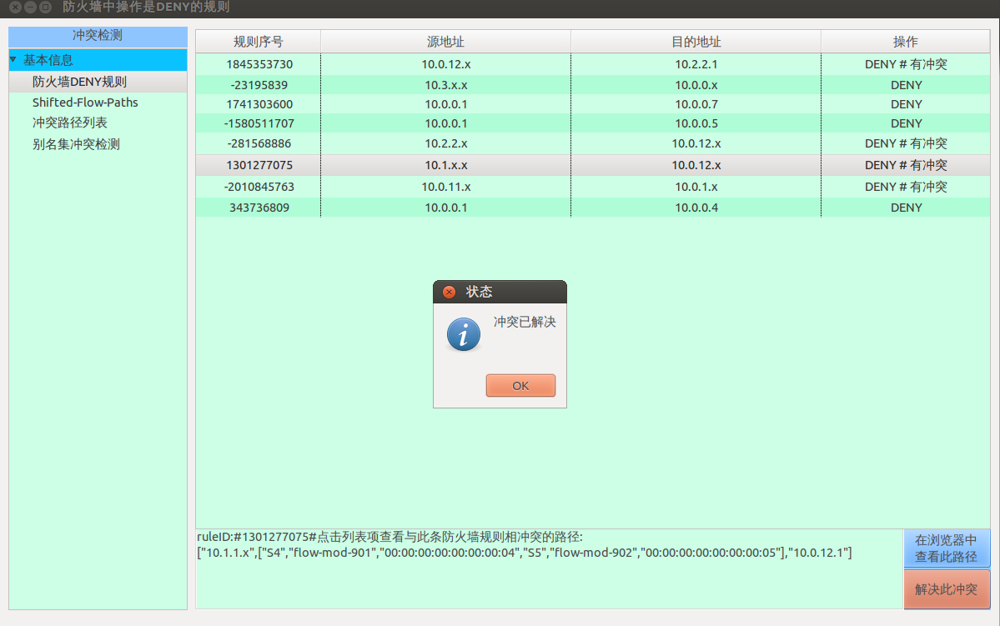 防火墙中操作是DENY的规则
冲突检测
基本信息
防火墙DENY规则
Shifted-Flow-Paths
冲突路径列表
别名集冲突检测
规则序号 源地址 目的地址 操作
1845353730 10.0.12.x 10.2.2.1 DENY # 有冲突
-23195839 10.3.x.x 10.0.0.x DENY
1741303600 10.0.0.1 10.0.0.7 DENY
-1580511707 10.0.0.1 10.0.0.5 DENY
-281568886 10.2.2.x 10.0.12.x DENY # 有冲突
1301277075 10.1.x.x 10.0.12.x DENY # 有冲突
-2010845763 10.0.11.x 10.0.1.x DENY # 有冲突
343736809 10.0.0.1 10.0.0.4 DENY
状态
冲突已解决
OK
ruleID:#1301277075#点击列表项查看与此条防火墙规则相冲突的路径:
["10.1.1.x",["S4","flow-mod-901","00:00:00:00:00:00:00:04","S5","flow-mod-902","00:00:00:00:00:00:00:05"],"10.0.12.1"]
在浏览器中
查看此路径
解决此冲突